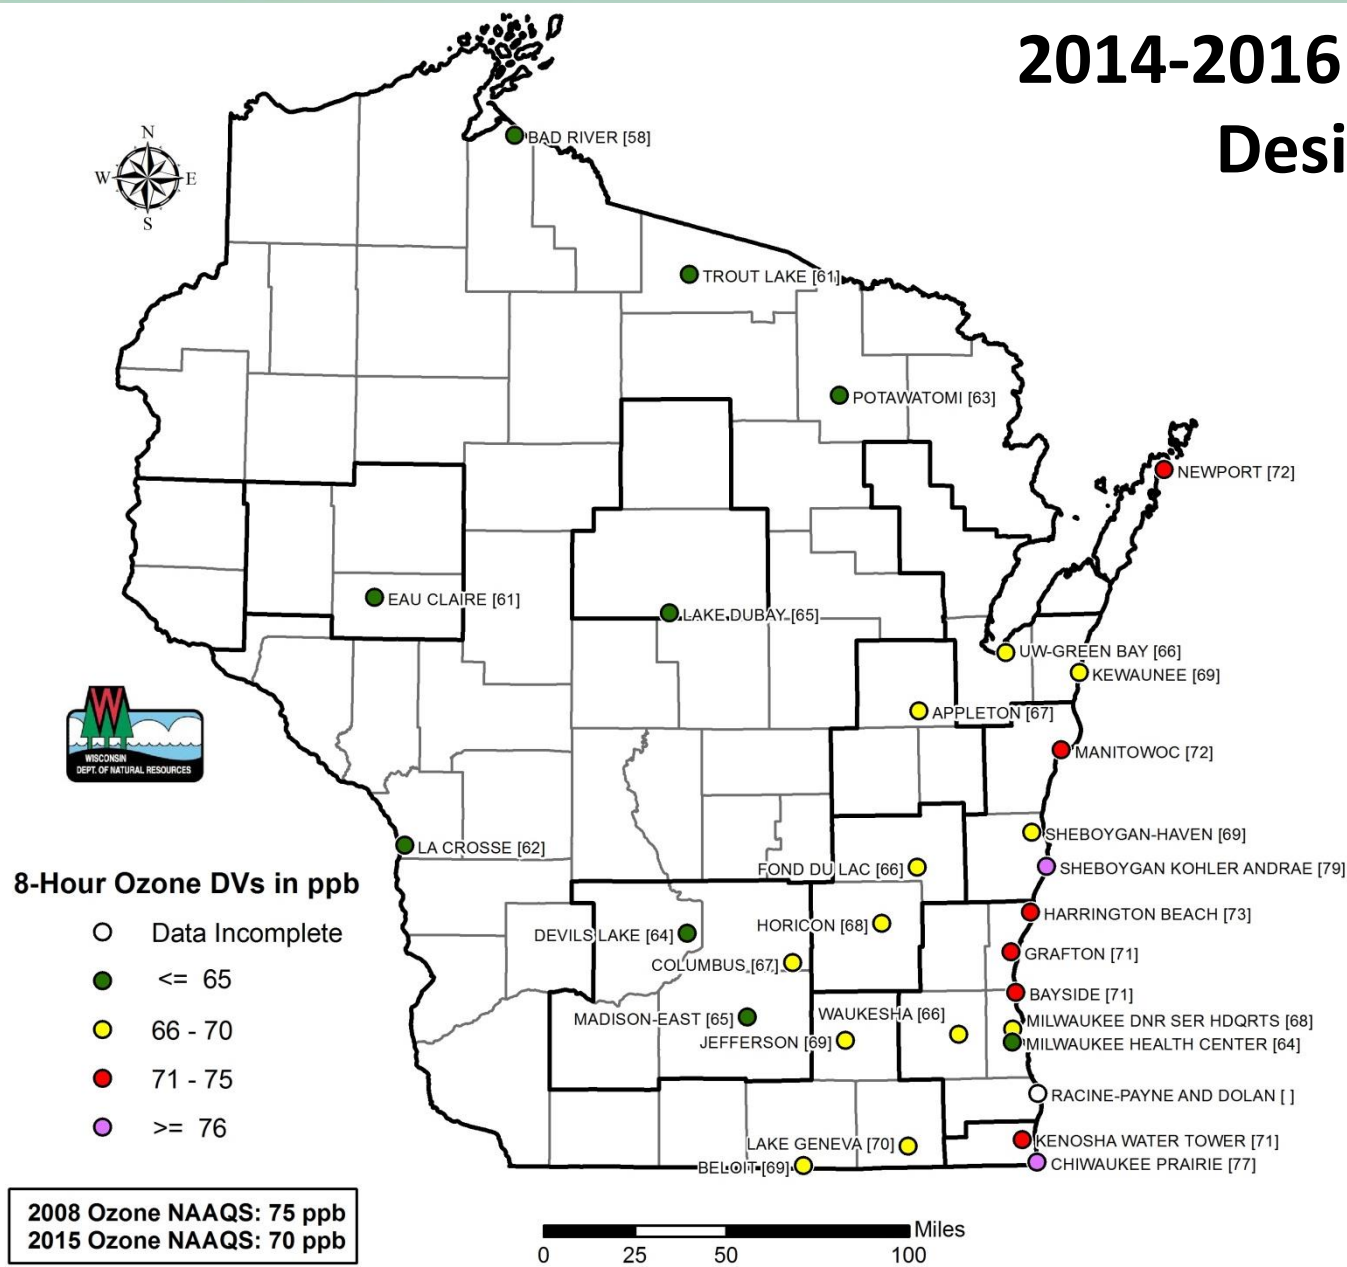 2014-2016
Desi
N
W E
S
BAD RIVER [58]
TROUT LAKE [61]
POTAWATOMI [63]
NEWPORT [72]
EAU CLAIRE [61]
LAKE DUBAY [65]
UW-GREEN BAY [66]
KEWAUNEE [69]
APPLETON [67]
MANITOWOC [72]
W
WISCONSIN
DEPT. OF NATURAL RESOURCES
SHEBOYGAN-HAVEN [69]
LA CROSSE [62]
FOND DU LAC [66]
SHEBOYGAN KOHLER ANDRAE [79]
HARRINGTON BEACH [73]
HORICON [68]
DEVILS LAKE [64]
GRAFTON [71]
COLUMBUS [67]
BAYSIDE [71]
WAUKESHA [66]
MADISON-EAST [65]
MILWAUKEE DNR SER HDQRTS [68]
JEFFERSON [69]
MILWAUKEE HEALTH CENTER [64]
RACINE-PAYNE AND DOLAN [ ]
KENOSHA WATER TOWER [71]
LAKE GENEVA [70]
CHIWAUKEE PRAIRIE [77]
BELOIT [69]
8-Hour Ozone DVs in ppb
Data Incomplete
<= 65
66 - 70
71 - 75
>= 76
2008 Ozone NAAQS: 75 ppb
2015 Ozone NAAQS: 70 ppb
Miles
0 25 50 100